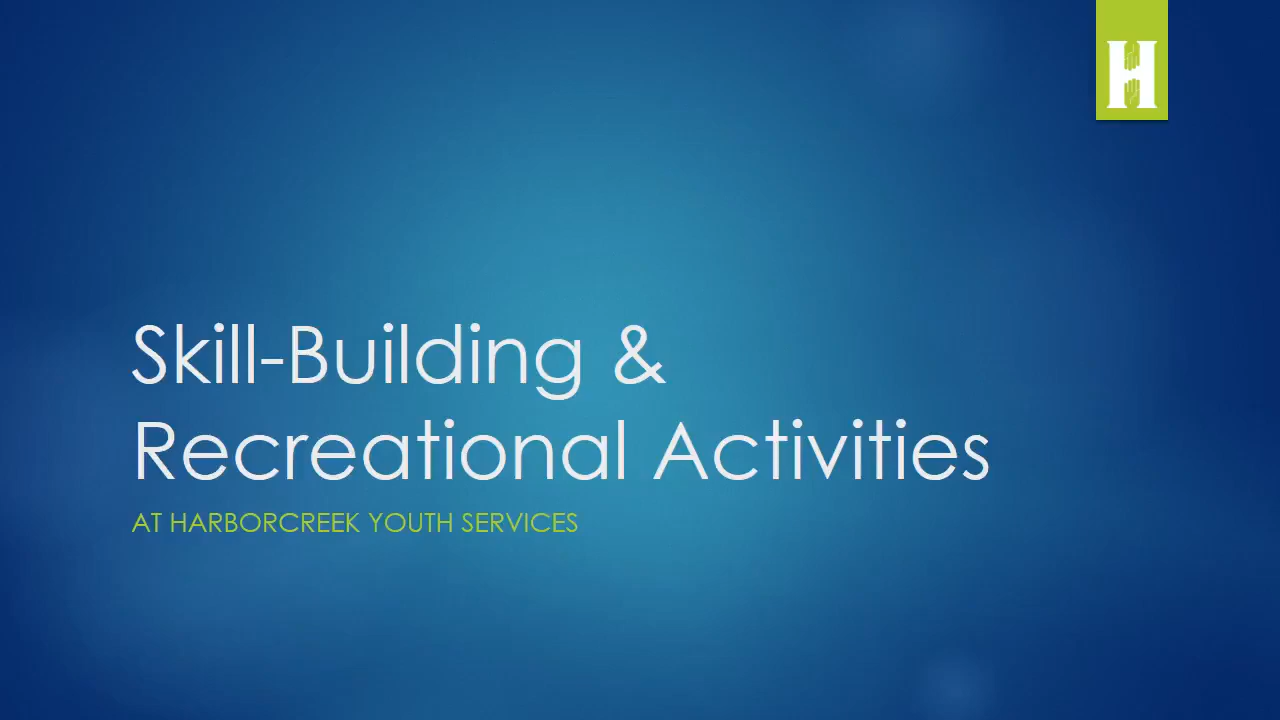 H
Skill-Building &
Recreational Activities
AT HARBORCREEK YOUTH SERVICES